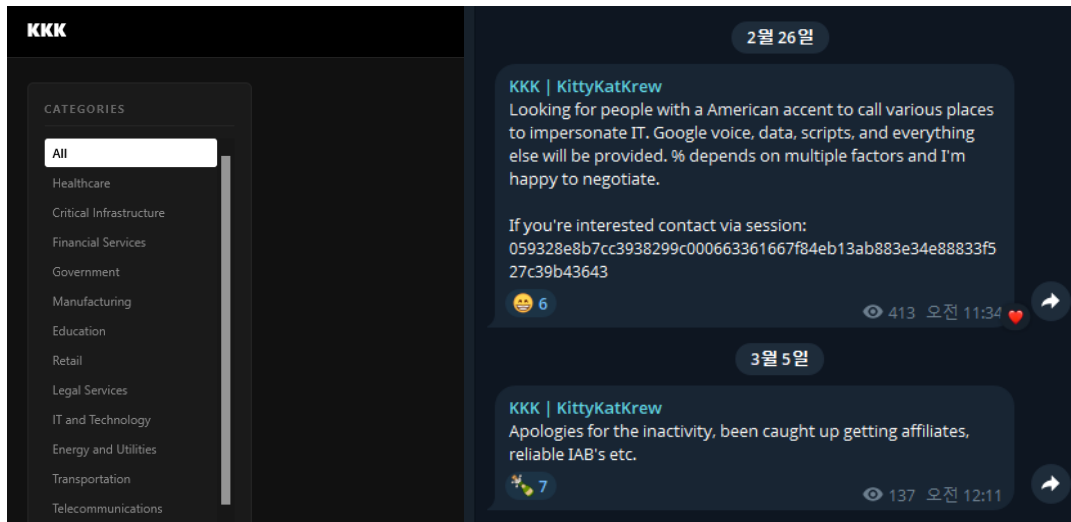 KKK
CATEGORIES
All
Healthcare
Critical Infrastructure
Financial Services
Government
Manufacturing
Education
Retail
Legal Services
IT and Technology
Energy and Utilities
Transportation
Telecommunications
2월 26일
KKK | KittyKatKrew
Looking for people with a American accent to call various places
to impersonate IT. Google voice, data, scripts, and everything
else will be provided. % depends on multiple factors and I'm
happy to negotiate.
If you're interested contact via session:
059328e8b7cc3938299c000663361667f84eb13ab883e34e88833f5
27c39b43643
6
413 오전 11:34
3월 5일
KKK | KittyKatKrew
Apologies for the inactivity, been caught up getting affiliates,
reliable IAB's etc.
7
137 오전 12:11